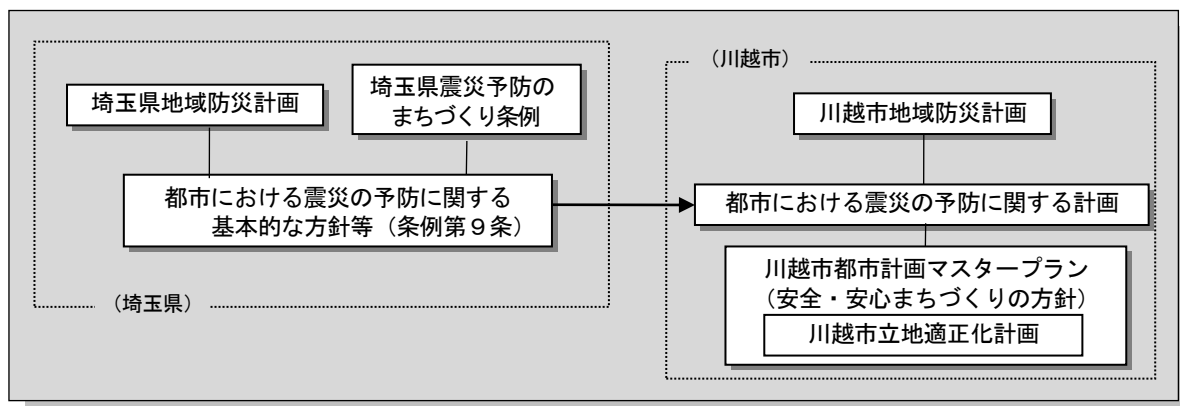 埼玉県地域防災計画
埼玉県震災予防の
まちづくり条例
都市における震災の予防に関する
基本的な方針等（条例第９条）
（埼玉県）
（川越市）
川越市地域防災計画
都市における震災の予防に関する計画
川越市都市計画マスタープラン
（安全・安心まちづくりの方針）
川越市立地適正化計画